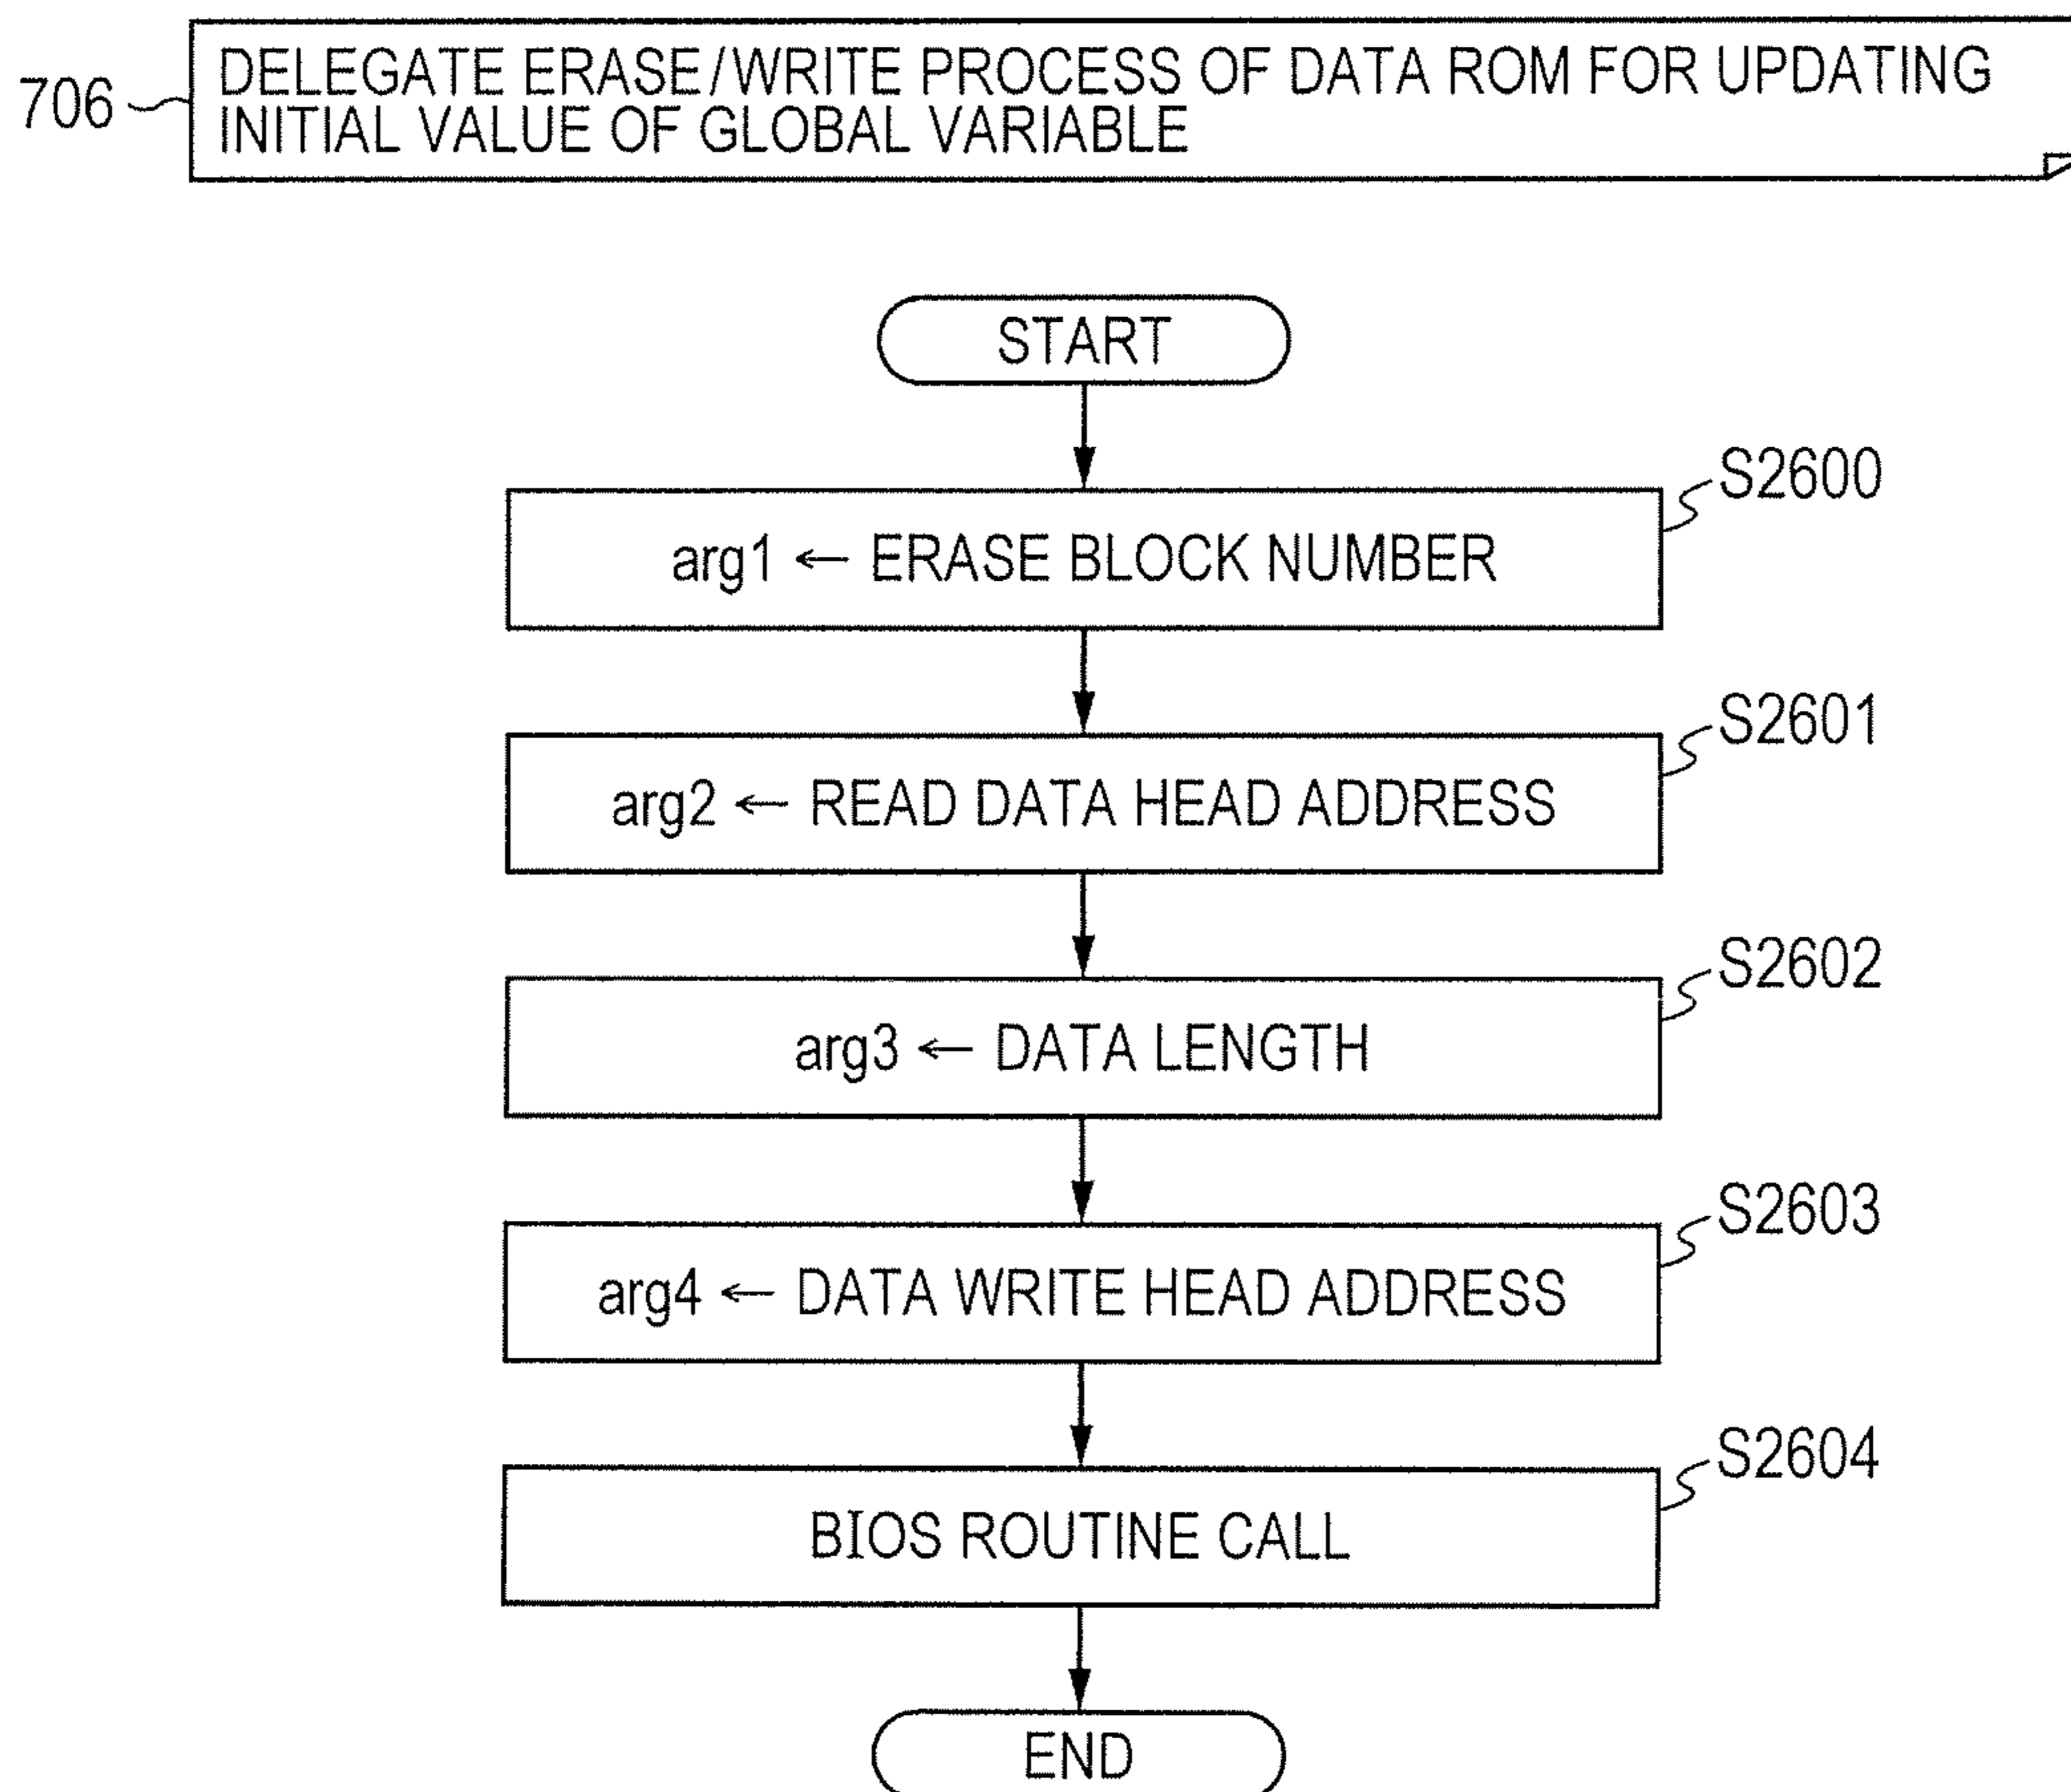 706
DELEGATE ERASE/WRITE PROCESS OF DATA ROM FOR UPDATING
INITIAL VALUE OF GLOBAL VARIABLE
START
S2600
arg1 ← ERASE BLOCK NUMBER
S2601
arg2 ← READ DATA HEAD ADDRESS
S2602
arg3 ← DATA LENGTH
S2603
arg4 ← DATA WRITE HEAD ADDRESS
S2604
BIOS ROUTINE CALL
END